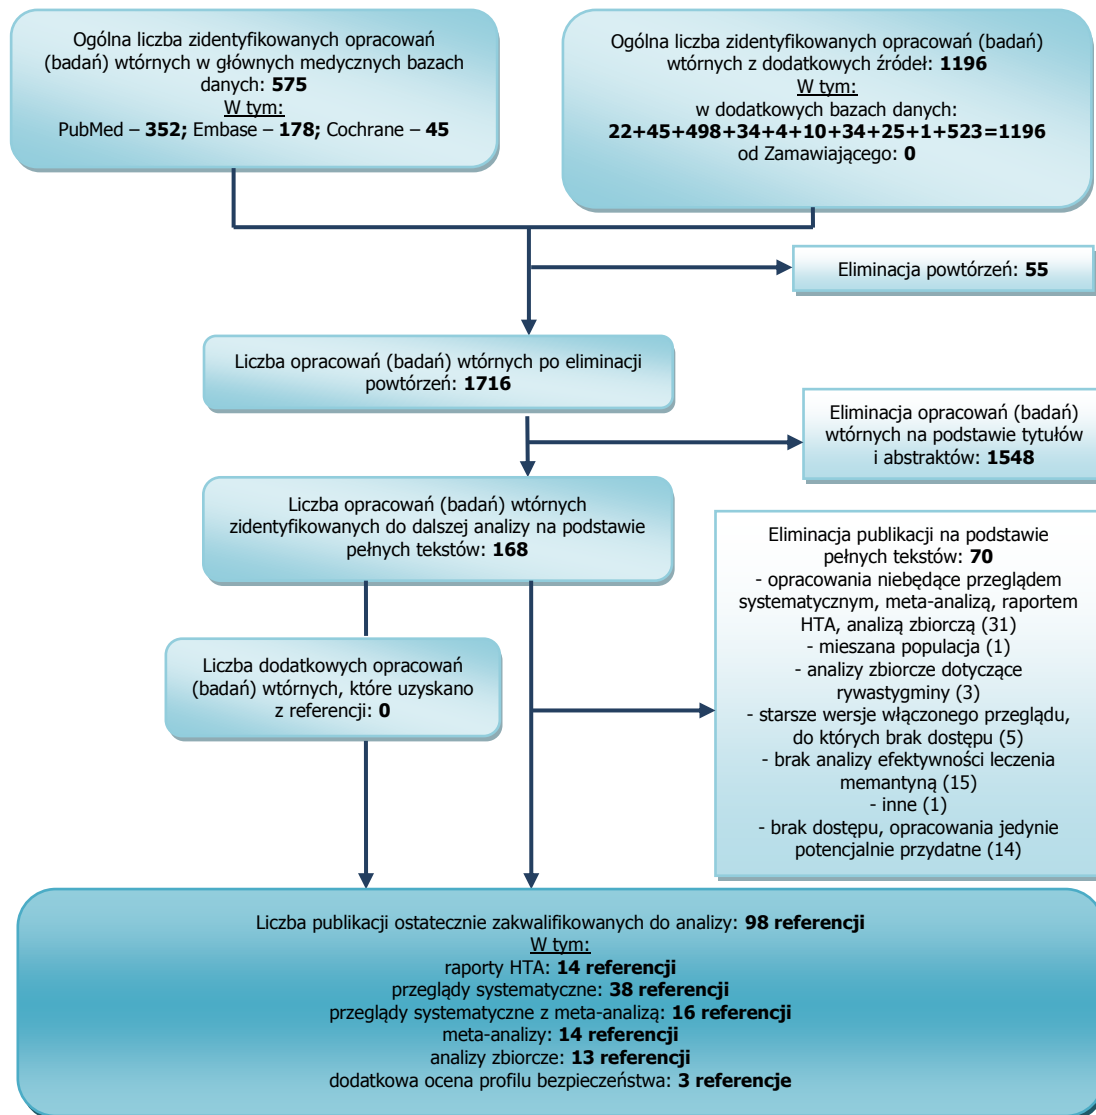 Ogólna liczba zidentyfikowanych opracowań
(badań) wtórnych w głównych medycznych bazach
danych: 575
W tym:
PubMed – 352; Embase – 178; Cochrane – 45
Ogólna liczba zidentyfikowanych opracowań (badań)
wtórnych z dodatkowych źródeł: 1196
W tym:
w dodatkowych bazach danych:
22+45+498+34+4+10+34+25+1+523=1196
od Zamawiającego: 0
Eliminacja powtórzeń: 55
Liczba opracowań (badań) wtórnych po eliminacji
powtórzeń: 1716
Eliminacja opracowań (badań)
wtórnych na podstawie tytułów
i abstraktów: 1548
Liczba opracowań (badań) wtórnych
zidentyfikowanych do dalszej analizy na podstawie
pełnych tekstów: 168
Eliminacja publikacji na podstawie
pełnych tekstów: 70
- opracowania niebędące przeglądem
systematycznym, meta-analizą, raportem
HTA, analizą zbiorczą (31)
- mieszana populacja (1)
- analizy zbiorcze dotyczące
rywastygminy (3)
- starsze wersje włączonego przeglądu,
do których brak dostępu (5)
- brak analizy efektywności leczenia
memantyną (15)
- inne (1)
- brak dostępu, opracowania jedynie
potencjalnie przydatne (14)
Liczba dodatkowych opracowań
(badań) wtórnych, które uzyskano
z referencji: 0
Liczba publikacji ostatecznie zakwalifikowanych do analizy: 98 referencji
W tym:
raporty HTA: 14 referencji
przeglądy systematyczne: 38 referencji
przeglądy systematyczne z meta-analizą: 16 referencji
meta-analizy: 14 referencji
analizy zbiorcze: 13 referencji
dodatkowa ocena profilu bezpieczeństwa: 3 referencje